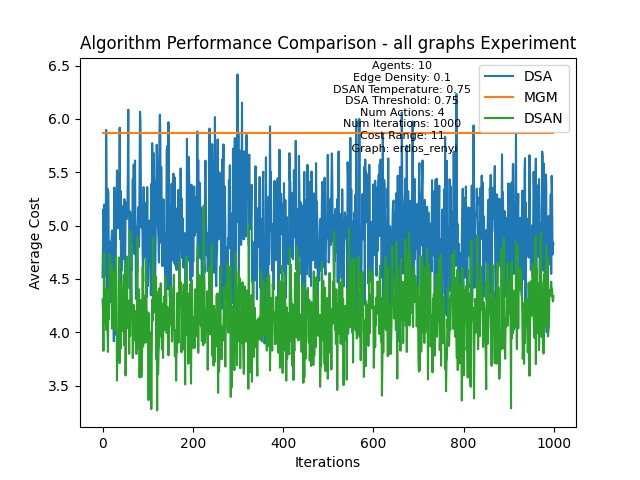 Algorithm Performance Comparison - all graphs Experiment
Agents: 10
Edge Density: 0.1
DSAN Temperature: 0.75
DSA Threshold: 0.75
Num Actions: 4
Num Iterations: 1000
Cost Range: 11
Graph: erdos_renyi
DSA
MGM
DSAN
Average Cost
6.5
6.0
5.5
5.0
4.5
4.0
3.5
0
200
400
600
800
1000
Iterations